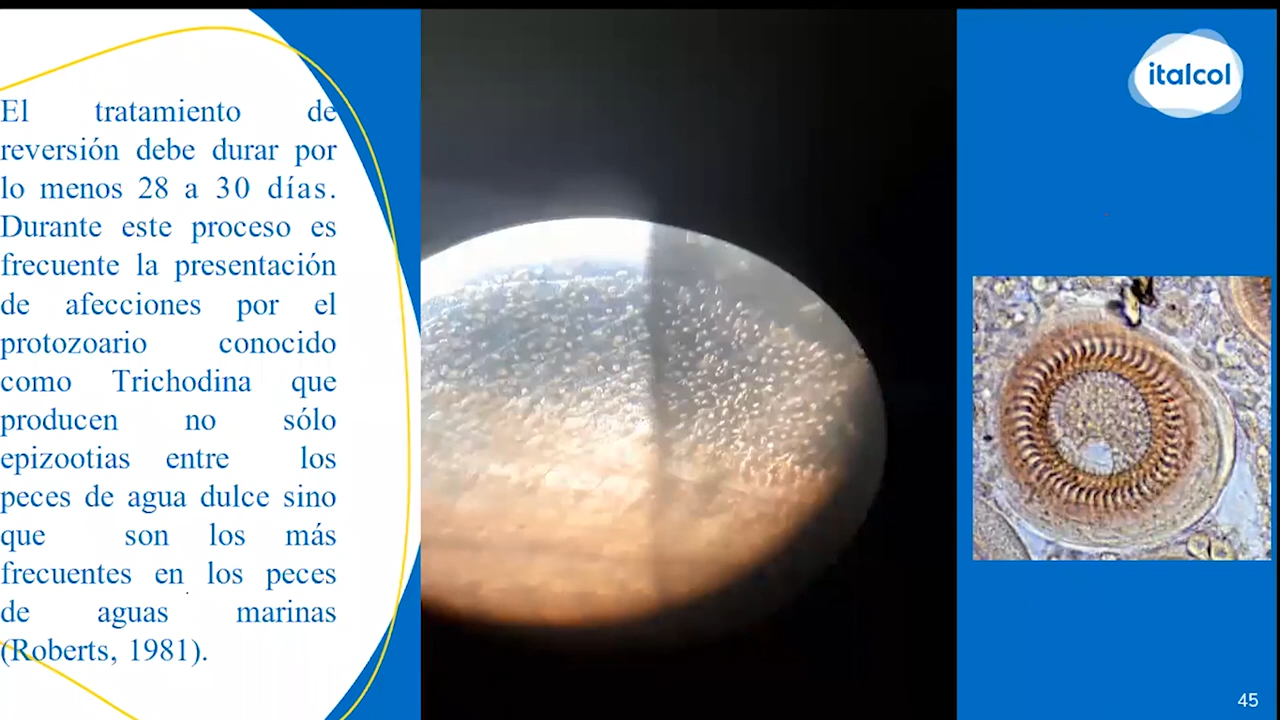 El tratamiento de
reversión debe durar por
lo menos 28 a 30 días.
Durante este proceso es
frecuente la presentación
de afecciones por el
protozoario conocido
como Trichodina que
producen no sólo
epizootias entre los
peces de agua dulce sino
que son los más
frecuentes en los peces
de aguas marinas
(Roberts, 1981).
italcol
45